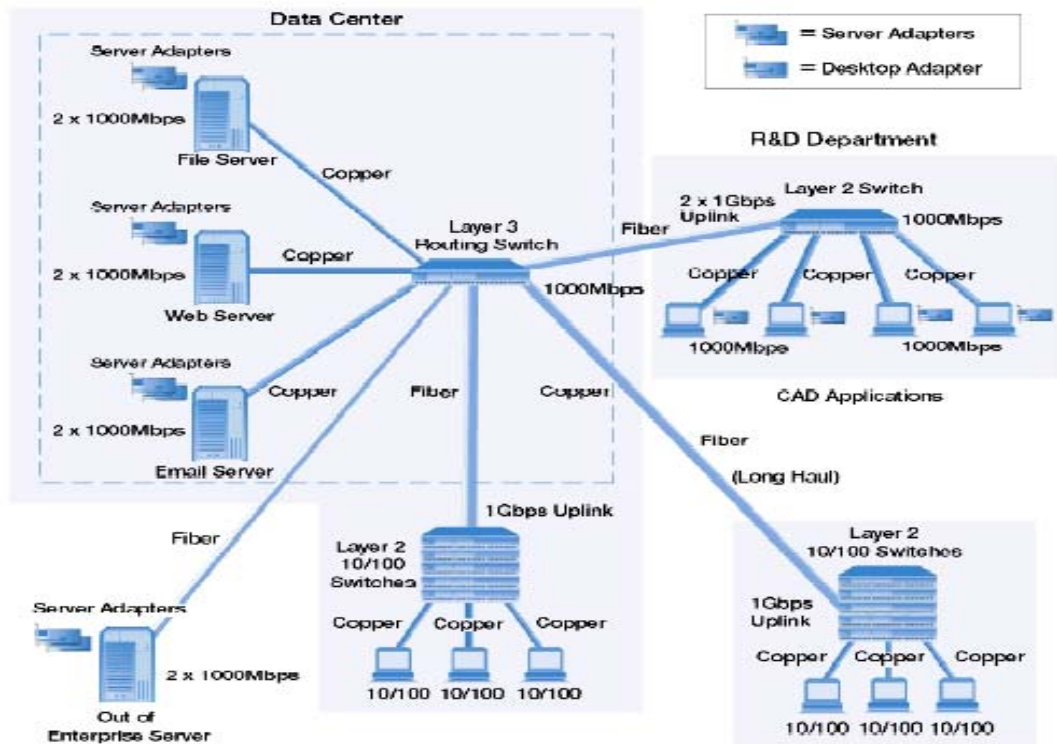 Data Center
Server Adapters
2 x 1000Mbps
File Server
Copper
Server Adapters
2 x 1000Mbps
Web Server
Copper
Server Adapters
2 x 1000Mbps
Email Server
Copper
Layer 3
Routing Switch
1000Mbps
Fiber
Copper
= Server Adapters
= Desktop Adapter
R&D Department
Layer 2 Switch
2 x 1Gbps
Uplink
Fiber
1000Mbps
Copper
Copper
Copper
Copper
1000Mbps
1000Mbps
CAD Applications
Fiber
(Long Haul)
Fiber
Server Adapters
2 x 1000Mbps
Out of
Enterprise Server
1Gbps Uplink
Layer 2
10/100
Switches
Copper
Copper
Copper
10/100
10/100
10/100
Layer 2
10/100 Switches
1Gbps
Uplink
Copper
Copper
Copper
10/100
10/100
10/100